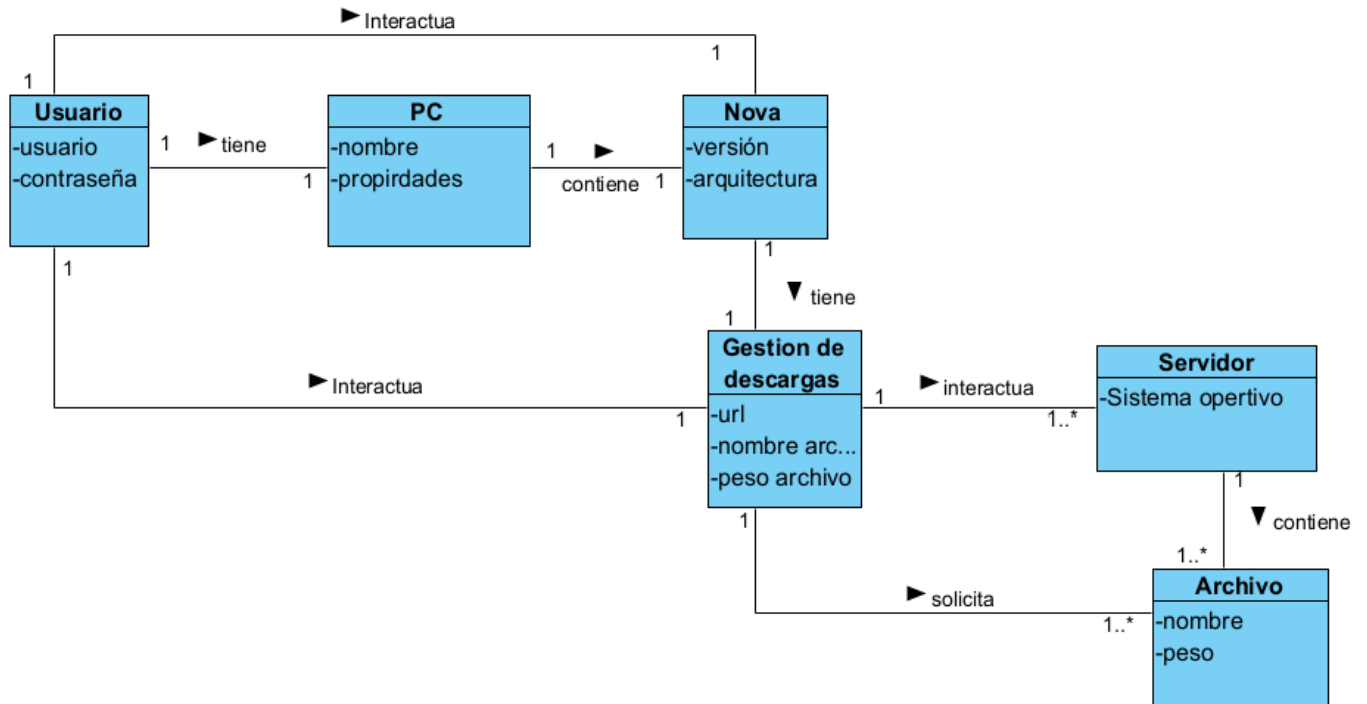 Interactua
1
1
Usuario
-usuario
-contraseña
1
tiene
1
PC
-nombre
-propirdades
1
contiene
1
Nova
-versión
-arquitectura
1
1
tiene
1
Interactua
1
Gestion de
descargas
-url
-nombre arc...
-peso archivo
1
interactua
1..*
Servidor
-Sistema opertivo
1
contiene
1..*
1
solicita
1..*
Archivo
-nombre
-peso